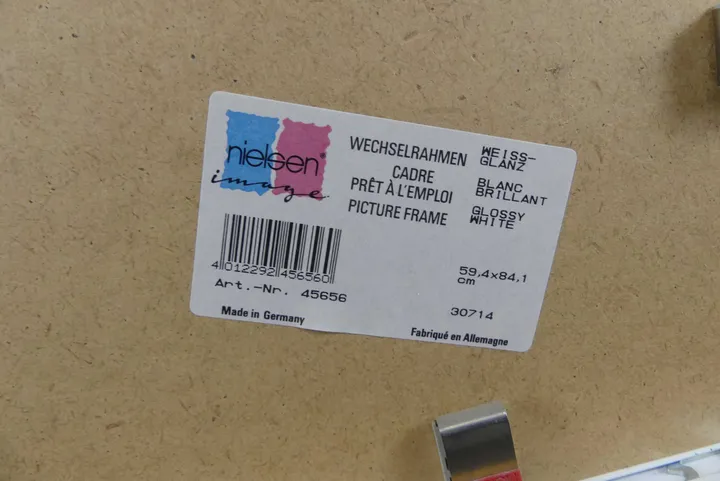 nielsen®
image
WECHSELRAHMEN
CADRE
PRÊT À L'EMPLOI
PICTURE FRAME
WEISS-
GLANZ
BLANC
BRILLANT
GLOSSY
WHITE
4 012292 456560
Art.-Nr. 45656
59,4x84,1
cm
30714
Made in Germany
Fabriqué en Allemagne